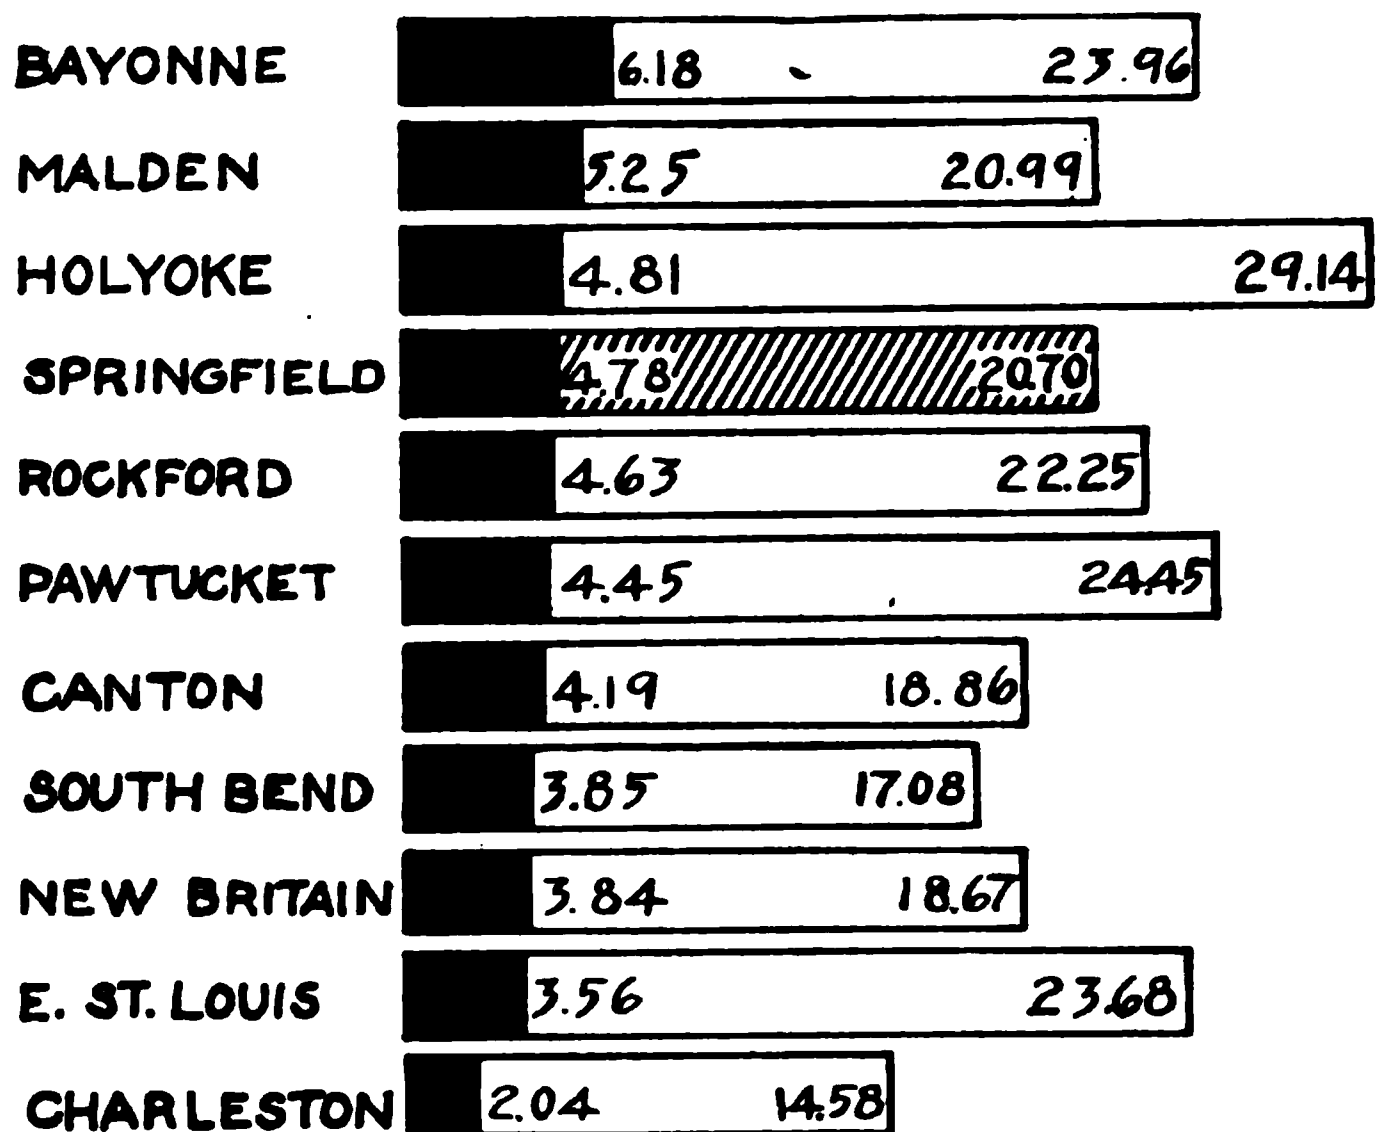 BAYONNE 6.18 23.96
MALDEN 5.25 20.99
HOLYOKE 4.81 29.14
SPRINGFIELD 4.78 20.70
ROCKFORD 4.63 22.25
PAWTUCKET 4.45 24.45
CANTON 4.19 18.86
SOUTH BEND 3.85 17.08
NEW BRITAIN 3.84 18.67
E. ST. LOUIS 3.56 23.68
CHARLESTON 2.04 14.58